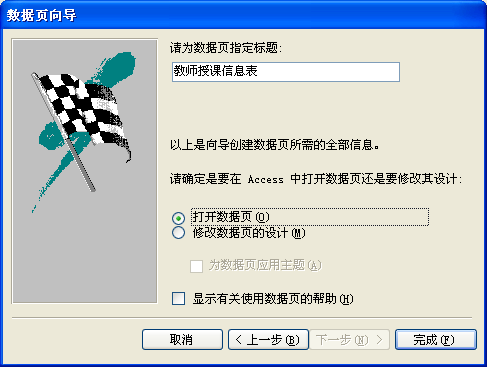 数据页向导
请为数据页指定标题:
教师授课信息表
以上是向导创建数据页所需的全部信息。
请确定是要在 Access 中打开数据页还是要修改其设计:
打开数据页(O)
修改数据页的设计(M)
为数据页应用主题(A)
显示有关使用数据页的帮助(H)
取消 < 上一步(B) 下一步(N) > 完成(F)